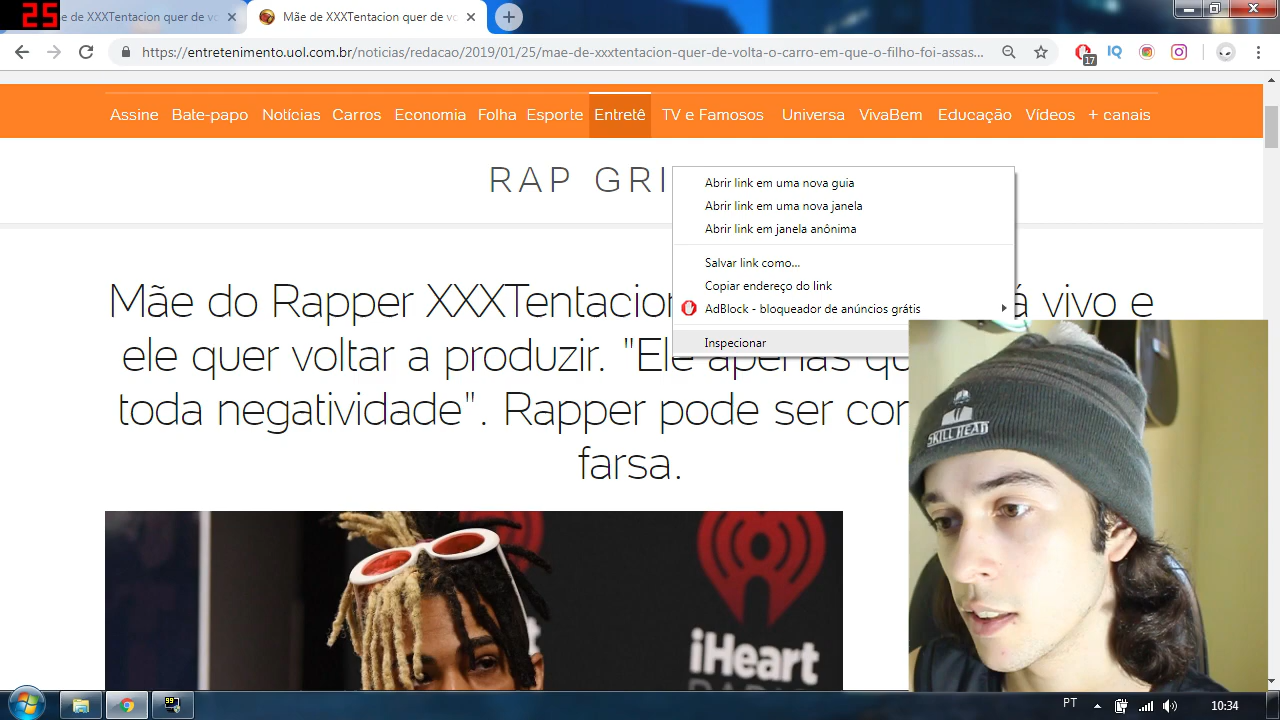 25
e de XXXTentacion quer de vo
Mãe de XXXTentacion quer de vo
https://entretenimento.uol.com.br/noticias/redacao/2019/01/25/mae-de-xxxtentacion-quer-de-volta-o-carro-em-que-o-filho-foi-assas...
17
IQ
Assine Bate-papo Notícias Carros Economia Folha Esporte Entretê TV e Famosos Universa VivaBem Educação Vídeos + canais
RAP GRI
Abrir link em uma nova guia
Abrir link em uma nova janela
Abrir link em janela anônima
Salvar link como...
Copiar endereço do link
AdBlock - bloqueador de anúncios grátis
Inspecionar
Mãe do Rapper XXXTentacion á vivo e
ele quer voltar a produzir. "Ele apenas qu
toda negatividade". Rapper pode ser cor
farsa.
SKILL HEAD
iHeart
RADIO
99
PT
10:34